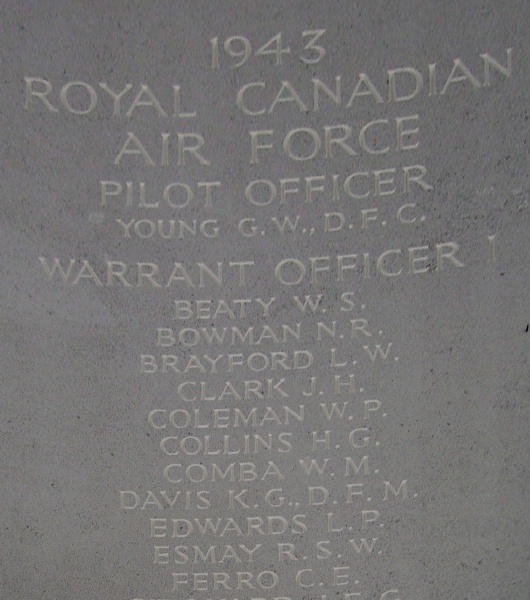 1943
ROYAL CANADIAN
AIR FORCE
PILOT OFFICER
YOUNG G.W., D.F.C.
WARRANT OFFICER I
BEATY W. S.
BOWMAN N.R.
BRAYFORD L.W.
CLARK J.H.
COLEMAN W.P.
COLLINS H.G.
COMBA W.M.
DAVIS K.G., D.F.M.
EDWARDS L.P.
ESMAY R.S.W.
FERRO C.E.